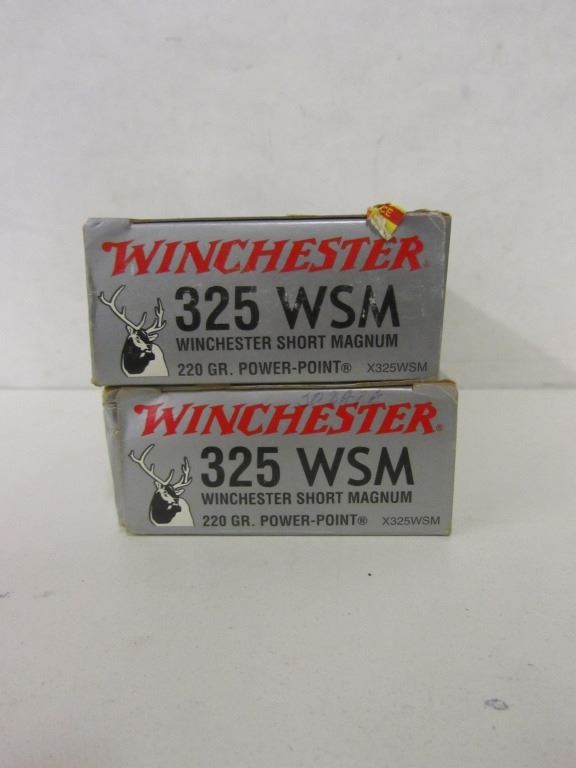 CE
WINCHESTER®
325 WSM
WINCHESTER SHORT MAGNUM
220 GR. POWER-POINT® X325WSM
WINCHESTER®
325 WSM
WINCHESTER SHORT MAGNUM
220 GR. POWER-POINT® X325WSM